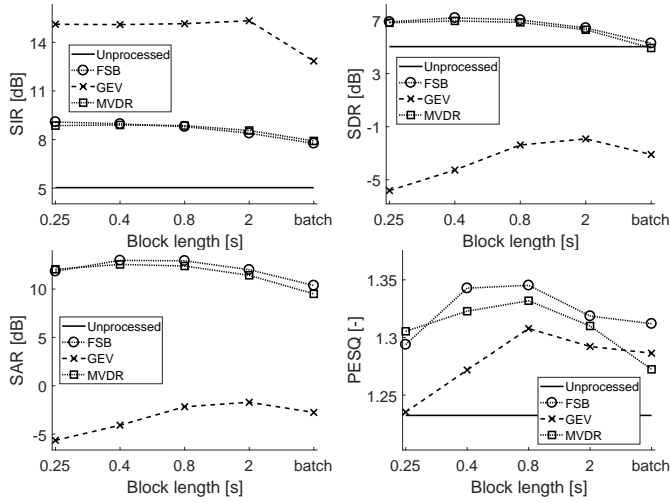 14
11
8
5
SIR [dB]
Unprocessed
FSB
GEV
MVDR
0.25 0.4 0.8 2 batch
Block length [s]
7
3
-1
-5
SDR [dB]
Unprocessed
FSB
GEV
MVDR
0.25 0.4 0.8 2 batch
Block length [s]
10
5
0
-5
SAR [dB]
Unprocessed
FSB
GEV
MVDR
0.25 0.4 0.8 2 batch
Block length [s]
1.35
1.3
1.25
PESQ [-]
Unprocessed
FSB
GEV
MVDR
0.25 0.4 0.8 2 batch
Block length [s]